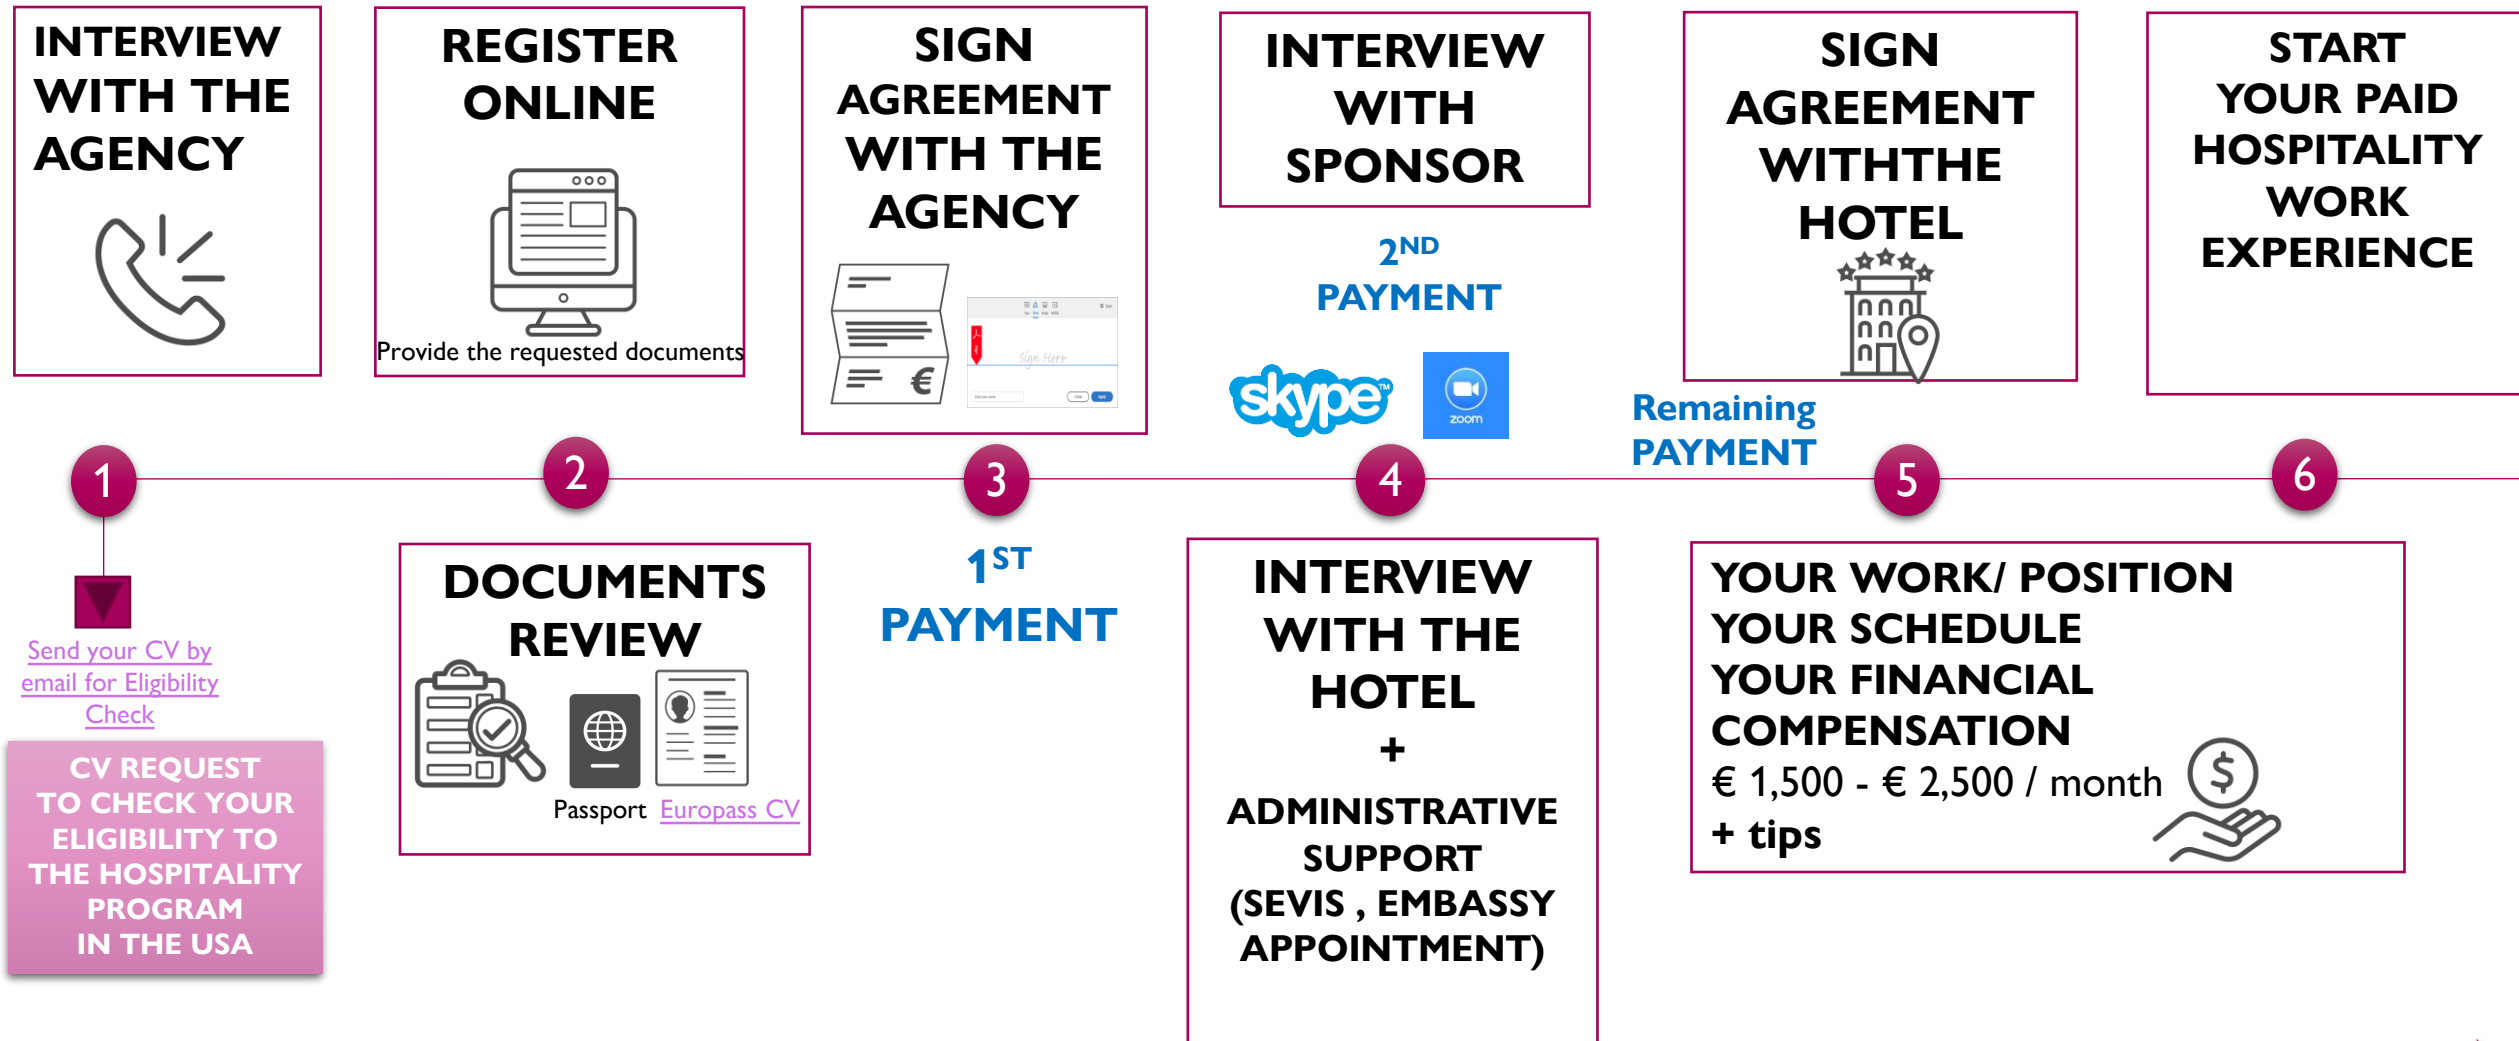 INTERVIEW
WITH THE
AGENCY
REGISTER
ONLINE
Provide the requested documents
SIGN
AGREEMENT
WITH THE
AGENCY
€
Sign Here
INTERVIEW
WITH
SPONSOR
2ND
PAYMENT
skype™
zoom
SIGN
AGREEMENT
WITHTHE
HOTEL
Remaining
PAYMENT
START
YOUR PAID
HOSPITALITY
WORK
EXPERIENCE
1
2
3
4
5
6
Send your CV by
email for Eligibility
Check
CV REQUEST
TO CHECK YOUR
ELIGIBILITY TO
THE HOSPITALITY
PROGRAM
IN THE USA
DOCUMENTS
REVIEW
Passport Europass CV
1ST
PAYMENT
INTERVIEW
WITH THE
HOTEL
+
ADMINISTRATIVE
SUPPORT
(SEVIS , EMBASSY
APPOINTMENT)
YOUR WORK/ POSITION
YOUR SCHEDULE
YOUR FINANCIAL
COMPENSATION
€ 1,500 - € 2,500 / month
+ tips
$